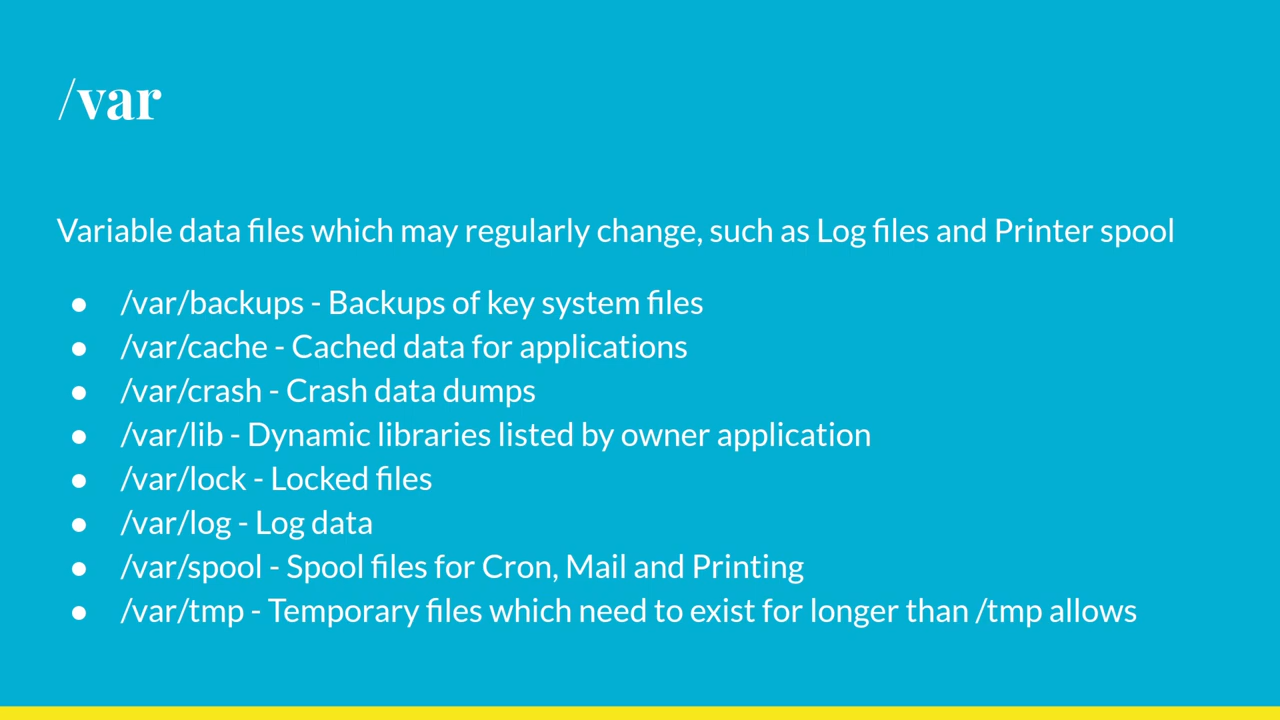 /var
Variable data files which may regularly change, such as Log files and Printer spool
● /var/backups - Backups of key system files
● /var/cache - Cached data for applications
● /var/crash - Crash data dumps
● /var/lib - Dynamic libraries listed by owner application
● /var/lock - Locked files
● /var/log - Log data
● /var/spool - Spool files for Cron, Mail and Printing
● /var/tmp - Temporary files which need to exist for longer than /tmp allows